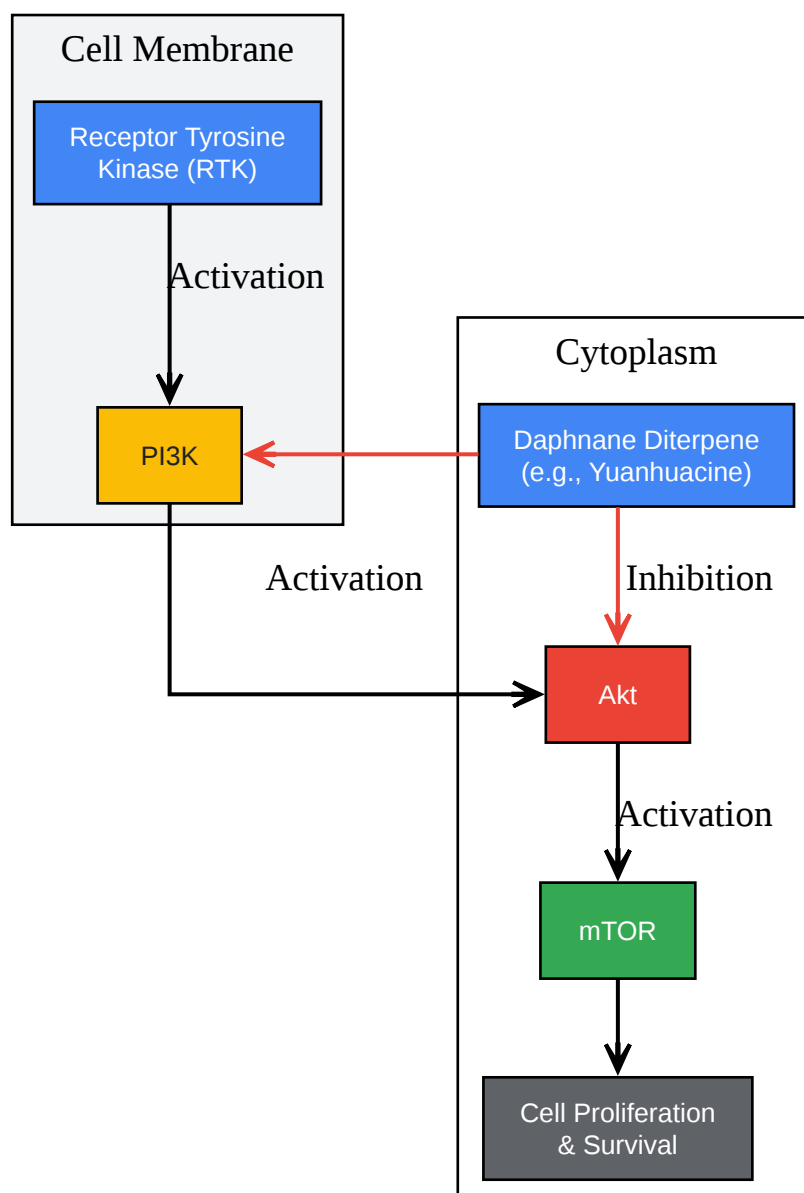 Cell Membrane
Receptor Tyrosine
Kinase (RTK)
Activation
Cytoplasm
PI3K
Daphnane Diterpene
(e.g., Yuanhuacine)
Activation
Inhibition
Akt
Activation
mTOR
Cell Proliferation
& Survival